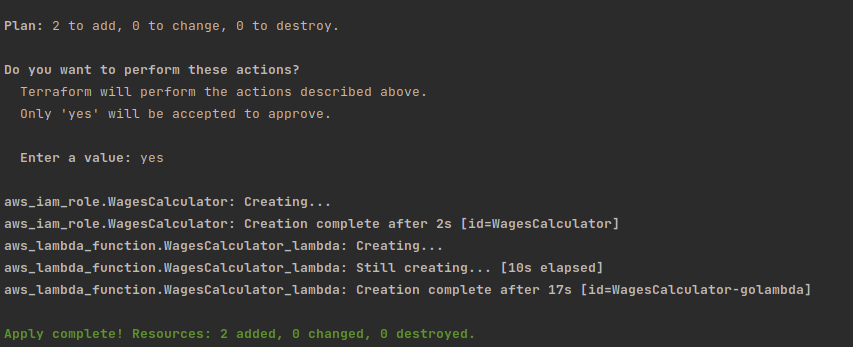 Plan: 2 to add, 0 to change, 0 to destroy.
Do you want to perform these actions?
Terraform will perform the actions described above.
Only 'yes' will be accepted to approve.
Enter a value: yes
aws_iam_role.WagesCalculator: Creating...
aws_iam_role.WagesCalculator: Creation complete after 2s [id=WagesCalculator]
aws_lambda_function.WagesCalculator_lambda: Creating...
aws_lambda_function.WagesCalculator_lambda: Still creating... [10s elapsed]
aws_lambda_function.WagesCalculator_lambda: Creation complete after 17s [id=WagesCalculator-golambda]
Apply complete! Resources: 2 added, 0 changed, 0 destroyed.